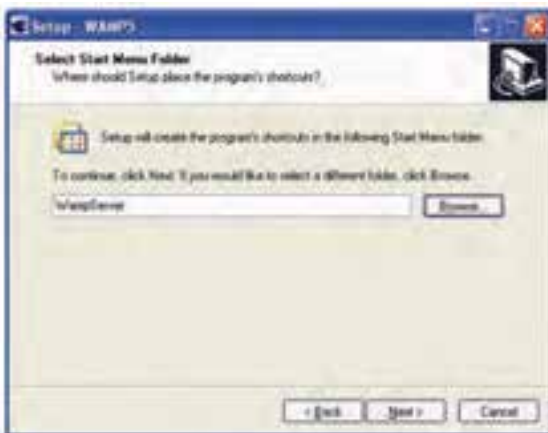 Setup - WAMP5
Select Start Menu Folder
Where should Setup place the program's shortcuts?
Setup will create the program's shortcuts in the following Start Menu folder.
To continue, click Next. If you would like to select a different folder, click Browse.
WampServer
Browse...
< Back
Next >
Cancel